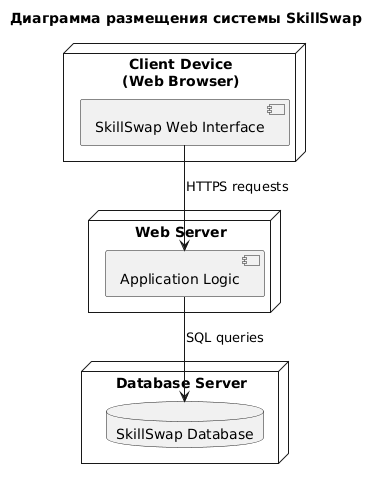 Диаграмма размещения системы SkillSwap
Client Device
(Web Browser)
SkillSwap Web Interface
HTTPS requests
Web Server
Application Logic
SQL queries
Database Server
SkillSwap Database